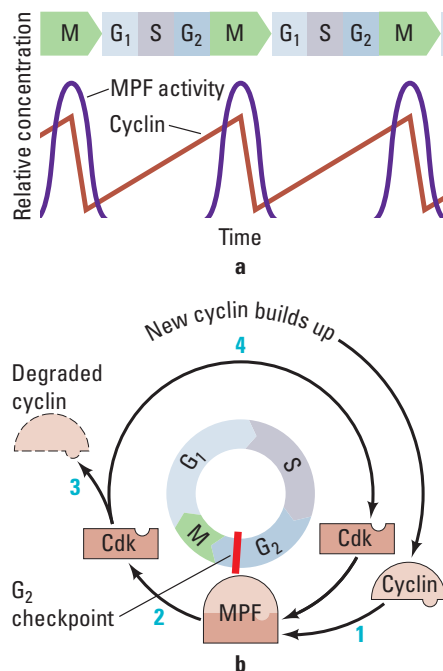 M G₁ S G₂ M G₁ S G₂ M
Relative concentration
MPF activity
Cyclin
Time
a
New cyclin builds up
4
Degraded
cyclin
3
G₁
S
M
G₂
Cdk
Cdk
Cyclin
G₂
checkpoint
2
MPF
1
b